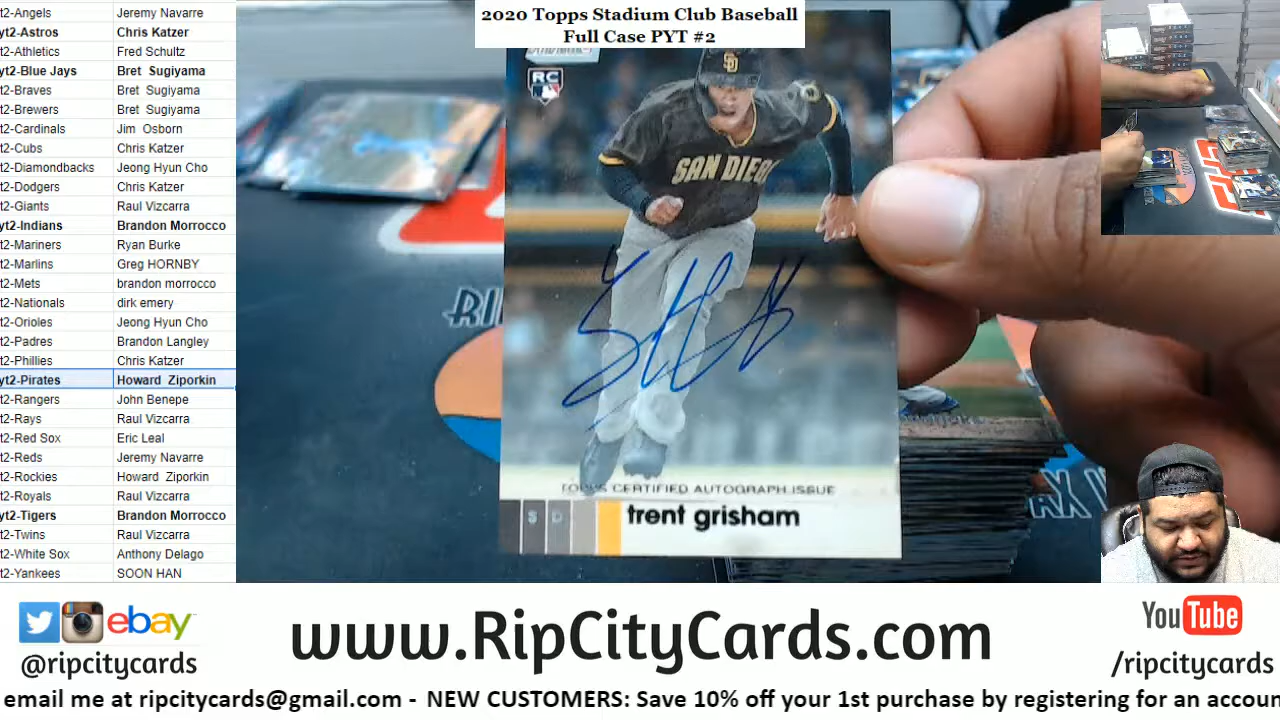 2020 Topps Stadium Club Baseball
Full Case PYT #2
t2-Angels Jeremy Navarre
yt2-Astros Chris Katzer
t2-Athletics Fred Schultz
yt2-Blue Jays Bret Sugiyama
t2-Braves Bret Sugiyama
t2-Brewers Bret Sugiyama
t2-Cardinals Jim Osborn
t2-Cubs Chris Katzer
t2-Diamondbacks Jeong Hyun Cho
t2-Dodgers Chris Katzer
t2-Giants Raul Vizcarra
yt2-Indians Brandon Morrocco
t2-Mariners Ryan Burke
t2-Marlins Greg HORNBY
t2-Mets brandon morrocco
t2-Nationals dirk emery
t2-Orioles Jeong Hyun Cho
t2-Padres Brandon Langley
t2-Phillies Chris Katzer
yt2-Pirates Howard Ziporkin
t2-Rangers John Benepe
t2-Rays Raul Vizcarra
t2-Red Sox Eric Leal
t2-Reds Jeremy Navarre
t2-Rockies Howard Ziporkin
t2-Royals Raul Vizcarra
yt2-Tigers Brandon Morrocco
t2-Twins Raul Vizcarra
t2-White Sox Anthony Delago
t2-Yankees SOON HAN
RC
SD
SAN DIEGO
RI
TOPPS CERTIFIED AUTOGRAPH ISSUE
S D
trent grisham
AX
ebay
@ripcitycards
www.RipCityCards.com
YouTube
/ripcitycards
email me at ripcitycards@gmail.com - NEW CUSTOMERS: Save 10% off your 1st purchase by registering for an accoun